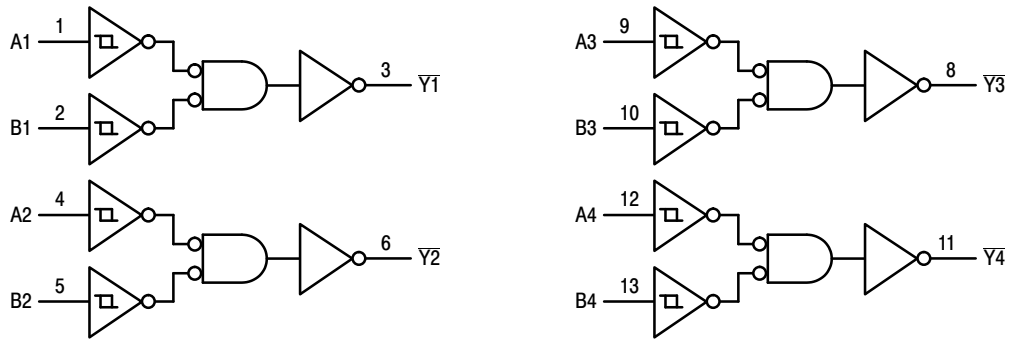 A1 1
3 Y1̅
B1 2
A2 4
6 Y2̅
B2 5
A3 9
8 Y3̅
B3 10
A4 12
11 Y4̅
B4 13